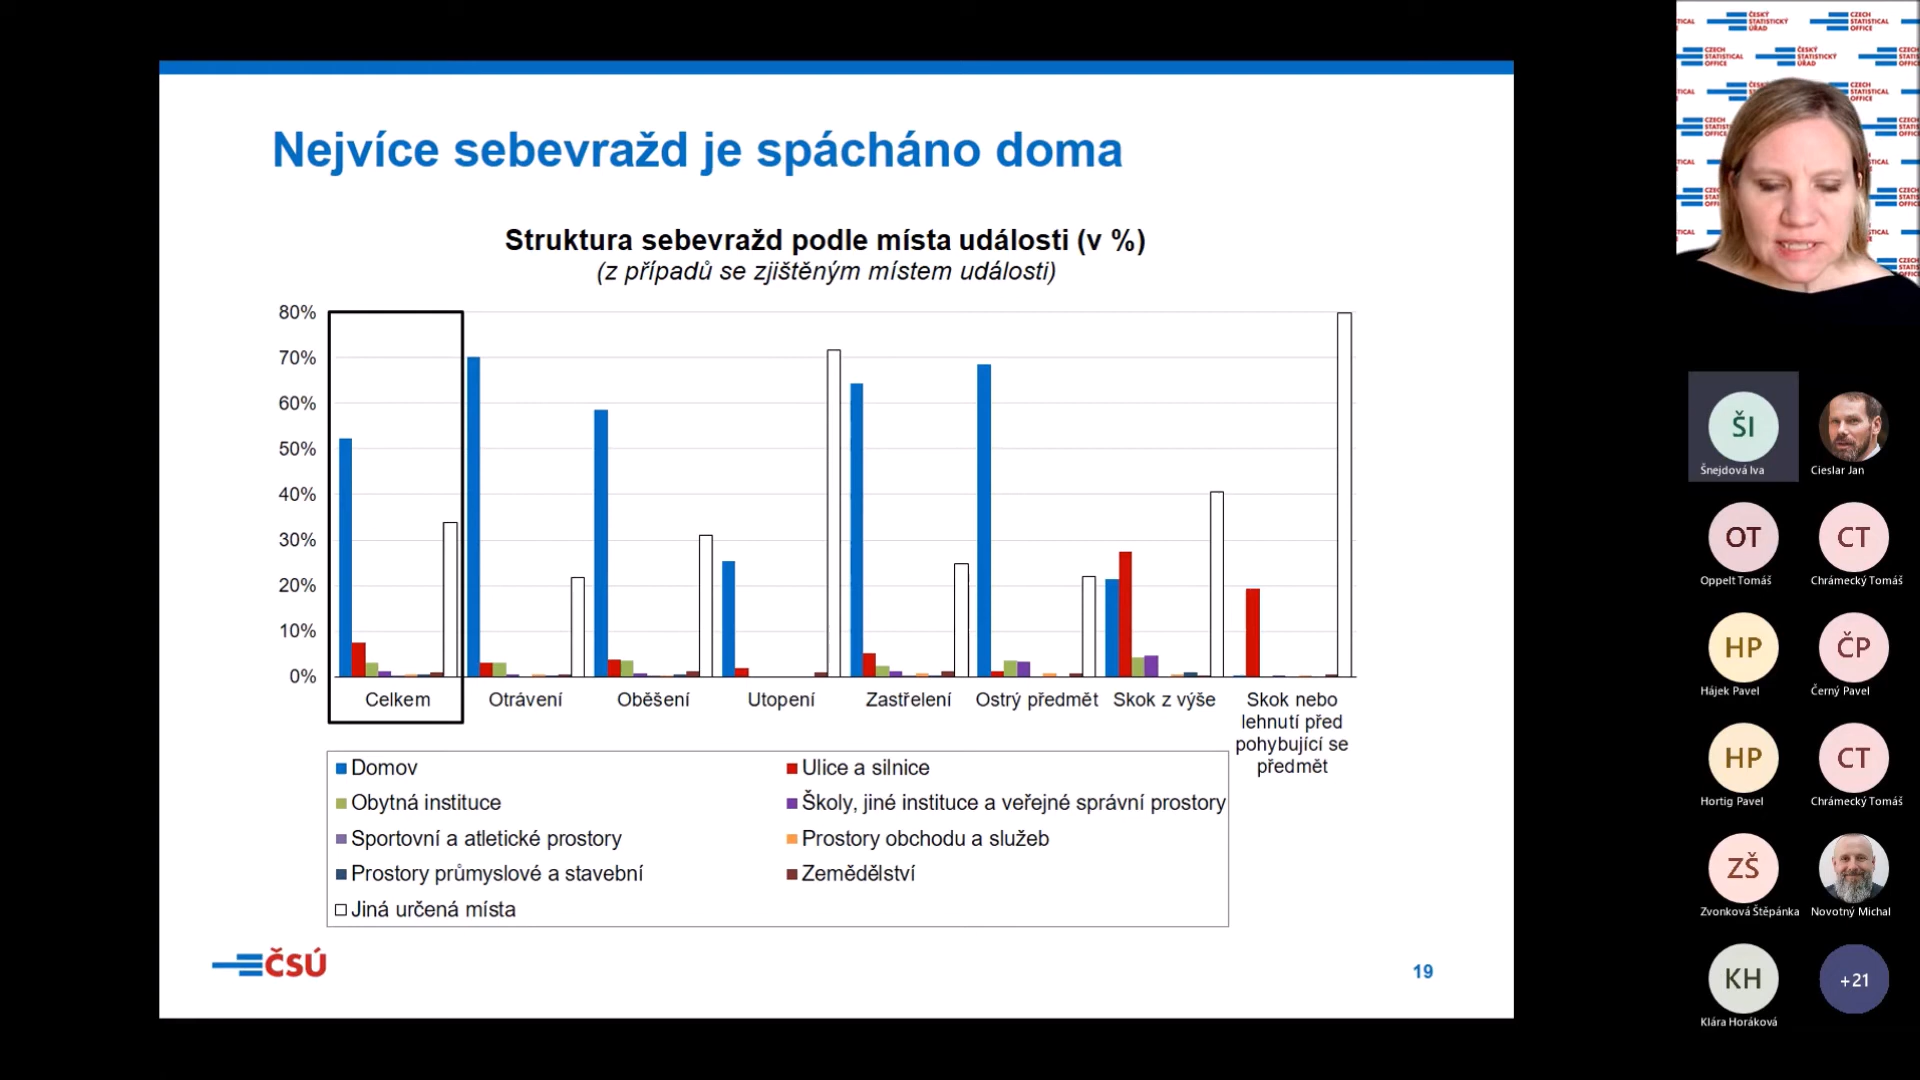 Nejvíce sebevražd je spácháno doma
Struktura sebevražd podle místa události (v %)
(z případů se zjištěným místem události)
80%
70%
60%
50%
40%
30%
20%
10%
0%
Celkem
Otrávení
Oběšení
Utopení
Zastřelení
Ostrý předmět
Skok z výše
Skok nebo
lehnutí před
pohybující se
předmět
Domov
Ulice a silnice
Obytná instituce
Školy, jiné instituce a veřejné správní prostory
Sportovní a atletické prostory
Prostory obchodu a služeb
Prostory průmyslové a stavební
Zemědělství
Jiná určená místa
ČSÚ
19
ČESKÝ
STATISTICKÝ
ÚŘAD
CZECH
STATISTICAL
OFFICE
ŠI
Šnejdová Iva
Cieslar Jan
OT
Oppelt Tomáš
CT
Chrámecký Tomáš
HP
Hájek Pavel
ČP
Černý Pavel
HP
Hortig Pavel
CT
Chrámecký Tomáš
ZŠ
Zvonková Štěpánka
Novotný Michal
KH
Klára Horáková
+21